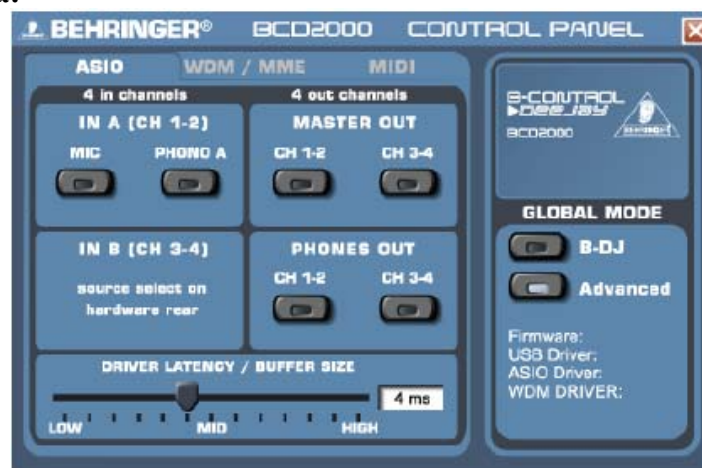 BEHRINGER® BCD2000 CONTROL PANEL
ASIO WDM / MME MIDI
4 in channels 4 out channels
IN A (CH 1-2) MASTER OUT
MIC PHONO A CH 1-2 CH 3-4
IN B (CH 3-4) PHONES OUT
source select on
hardware rear
CH 1-2 CH 3-4
DRIVER LATENCY / BUFFER SIZE
4 ms
LOW MID HIGH
B-CONTROL
DEEJAY
BCD2000
BEHRINGER
GLOBAL MODE
B-DJ
Advanced
Firmware:
USB Driver:
ASIO Driver:
WDM DRIVER: